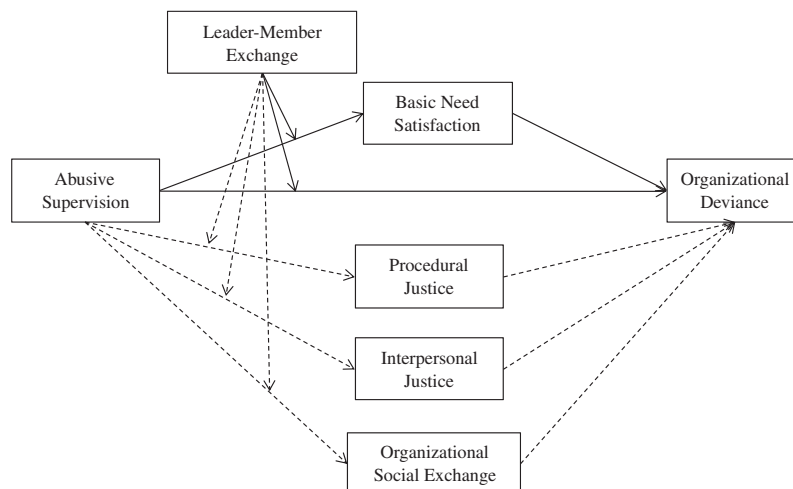 Leader-Member
Exchange
Basic Need
Satisfaction
Abusive
Supervision
Organizational
Deviance
Procedural
Justice
Interpersonal
Justice
Organizational
Social Exchange